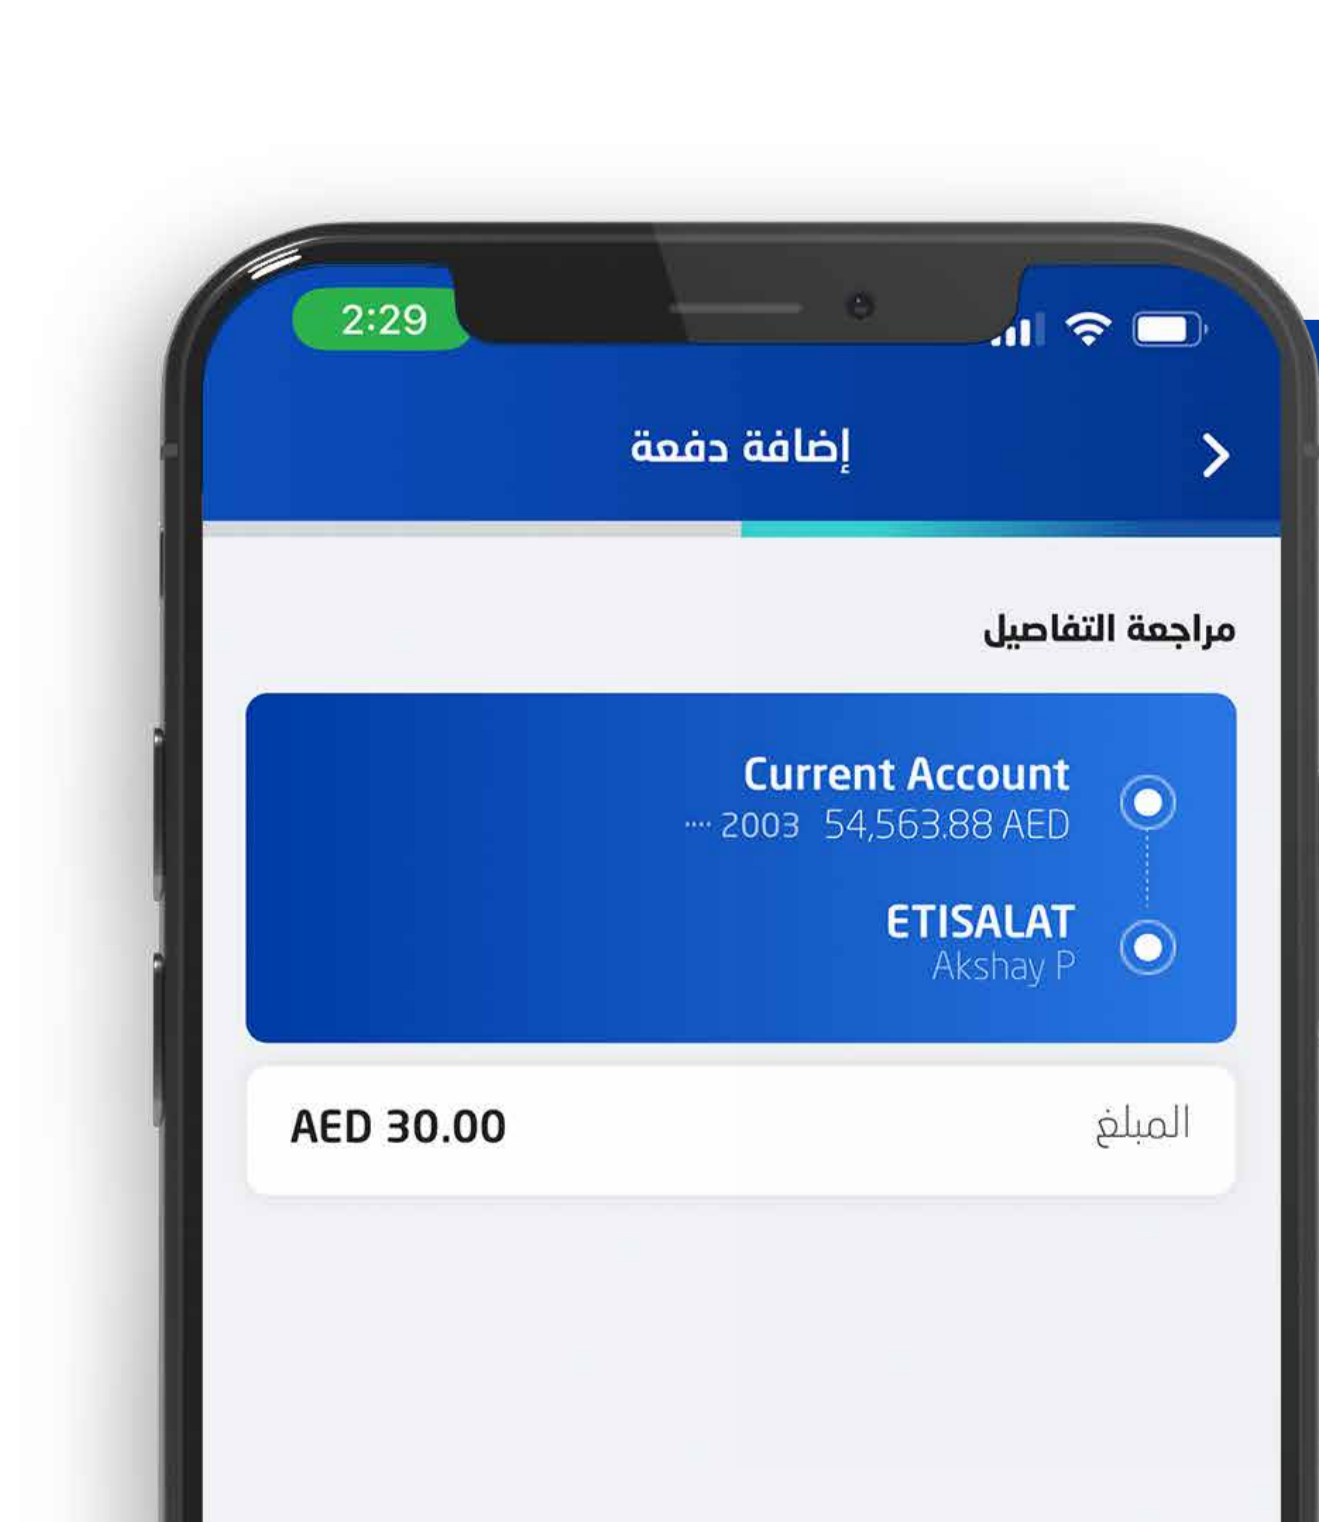 2:29
إضافة دفعة
مراجعة التفاصيل
Current Account
54,563.88 AED 2003 ····
ETISALAT
Akshay P
المبلغ AED 30.00